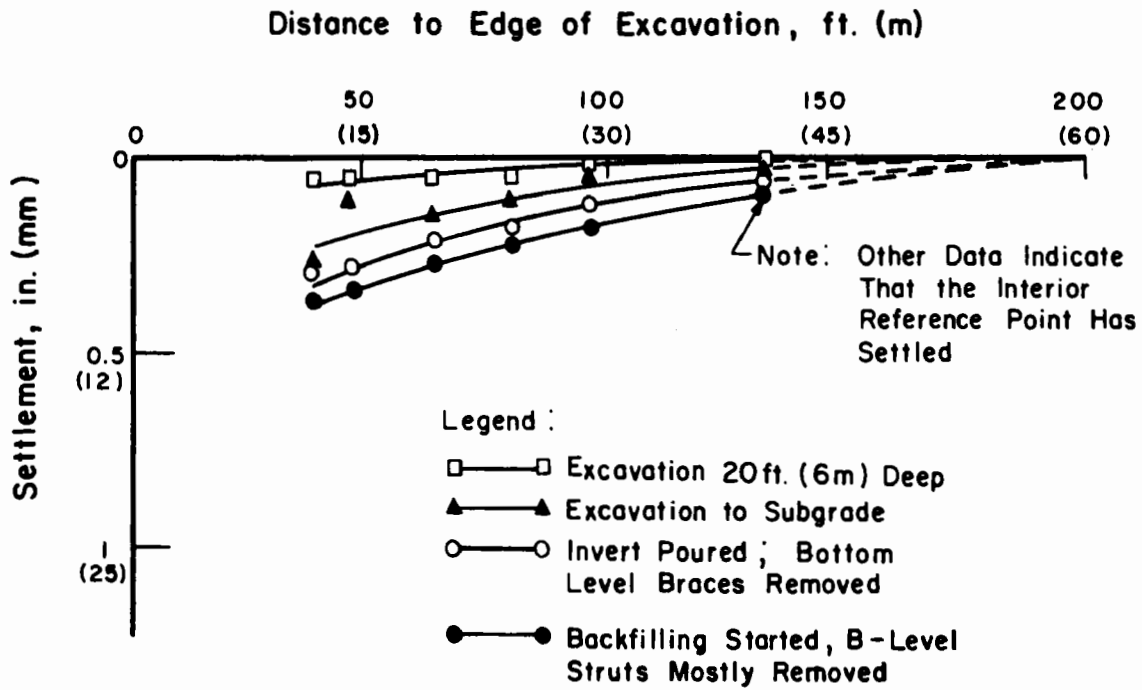 Distance to Edge of Excavation, ft. (m)
50 100 150 200
0 (15) (30) (45) (60)
0
Settlement, in. (mm)
Note: Other Data Indicate
That the Interior
Reference Point Has
Settled
0.5
(12)
Legend:
Excavation 20ft. (6m) Deep
Excavation to Subgrade
1
(25)
Invert Poured; Bottom
Level Braces Removed
Backfilling Started, B-Level
Struts Mostly Removed